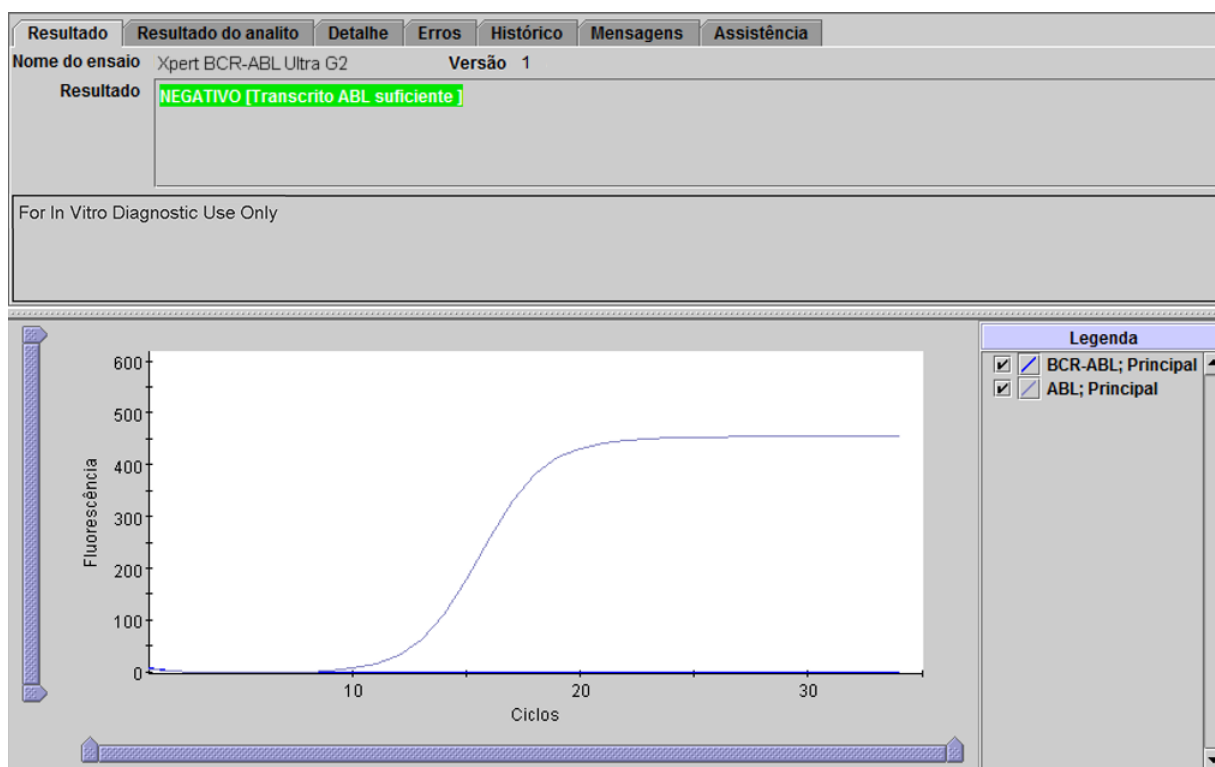 Resultado Resultado do analito Detalhe Erros Histórico Mensagens Assistência
Nome do ensaio Xpert BCR-ABL Ultra G2 Versão 1
Resultado NEGATIVO [Transcrito ABL suficiente ]
For In Vitro Diagnostic Use Only
Legenda
BCR-ABL; Principal
ABL; Principal
600
500
400
300
200
100
0
Fluorescência
10 20 30
Ciclos